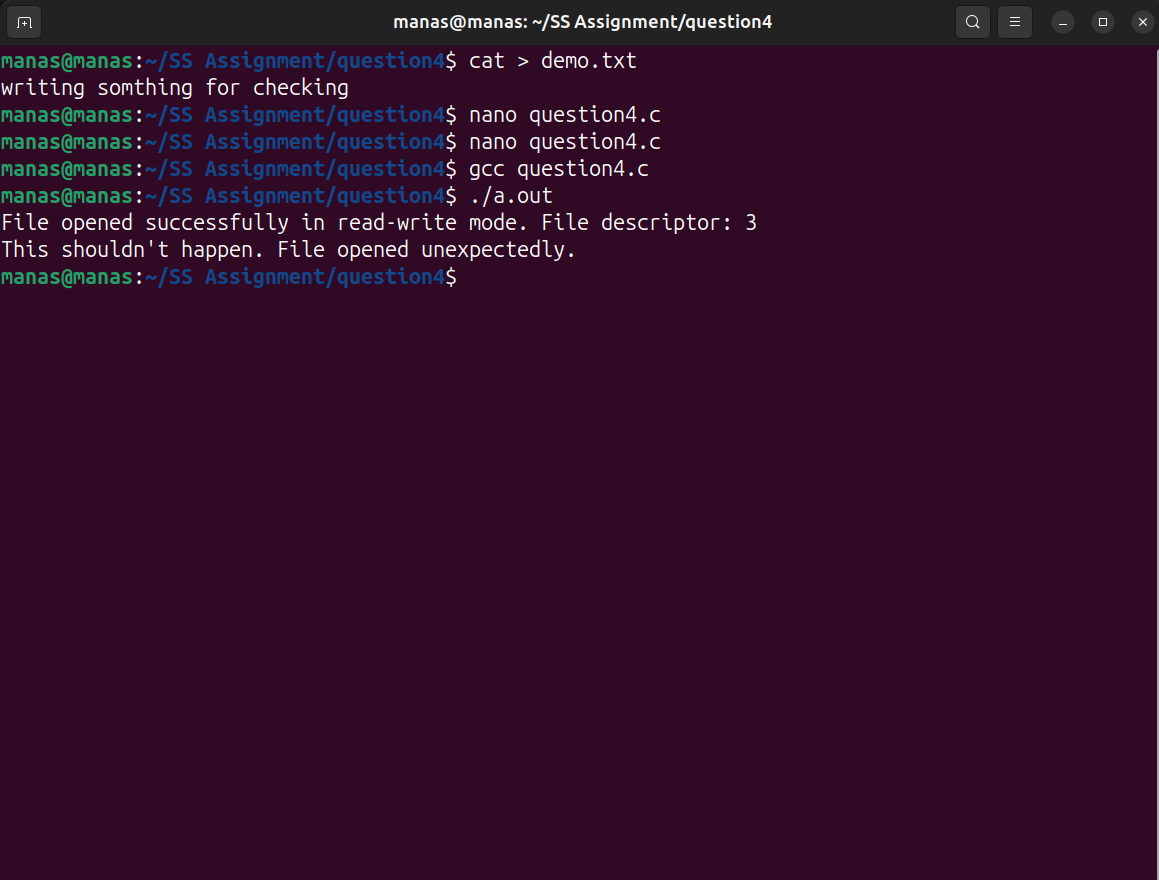 manas@manas: ~/SS Assignment/question4
manas@manas:~/SS Assignment/question4$ cat > demo.txt
writing somthing for checking
manas@manas:~/SS Assignment/question4$ nano question4.c
manas@manas:~/SS Assignment/question4$ nano question4.c
manas@manas:~/SS Assignment/question4$ gcc question4.c
manas@manas:~/SS Assignment/question4$ ./a.out
File opened successfully in read-write mode. File descriptor: 3
This shouldn't happen. File opened unexpectedly.
manas@manas:~/SS Assignment/question4$